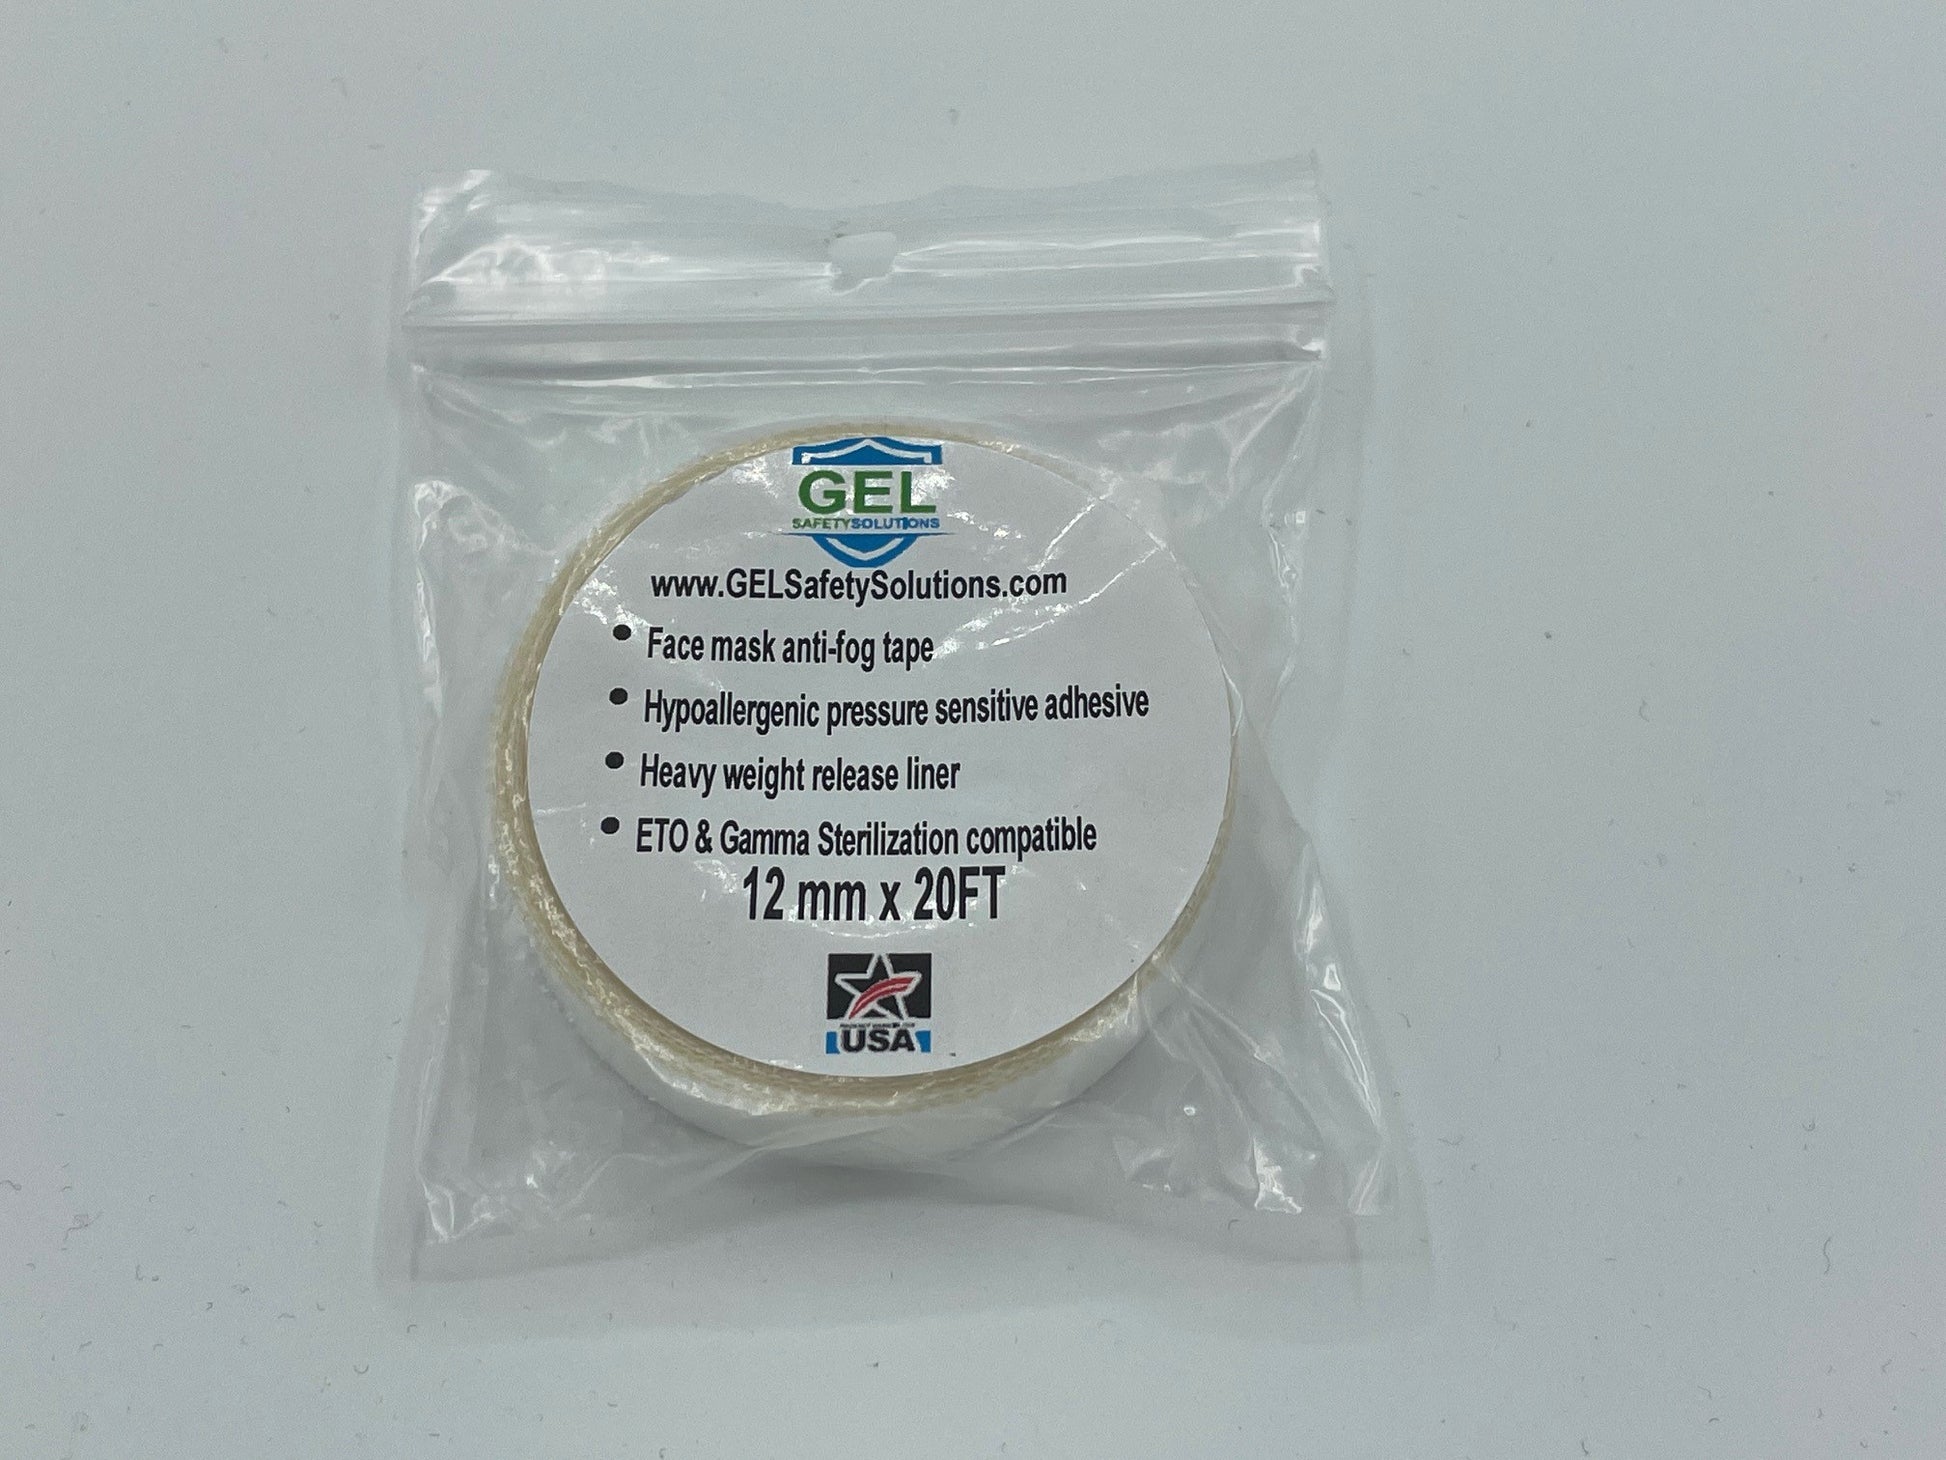 GEL
SAFETYSOLUTIONS
www.GELSafetySolutions.com
• Face mask anti-fog tape
• Hypoallergenic pressure sensitive adhesive
• Heavy weight release liner
• ETO & Gamma Sterilization compatible
12 mm x 20FT
USA